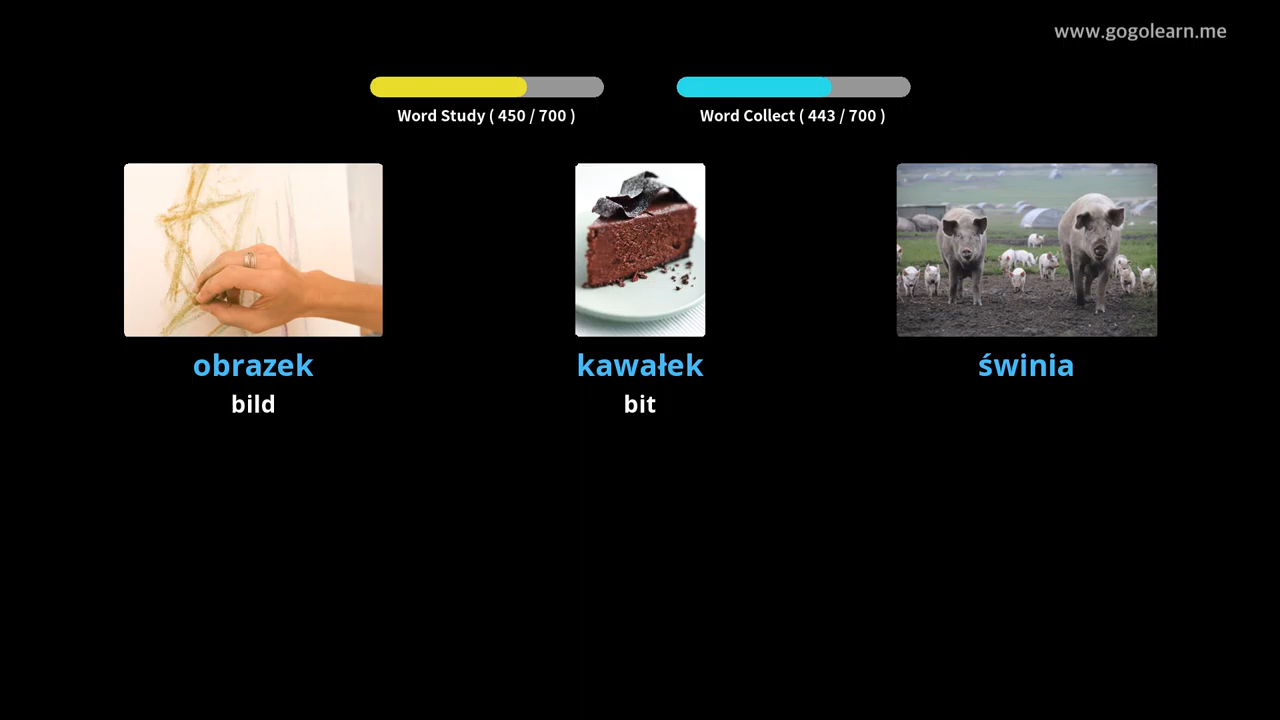 www.gogolearn.me
Word Study ( 450 / 700 )
Word Collect ( 443 / 700 )
obrazek
kawałek
świnia
bild
bit